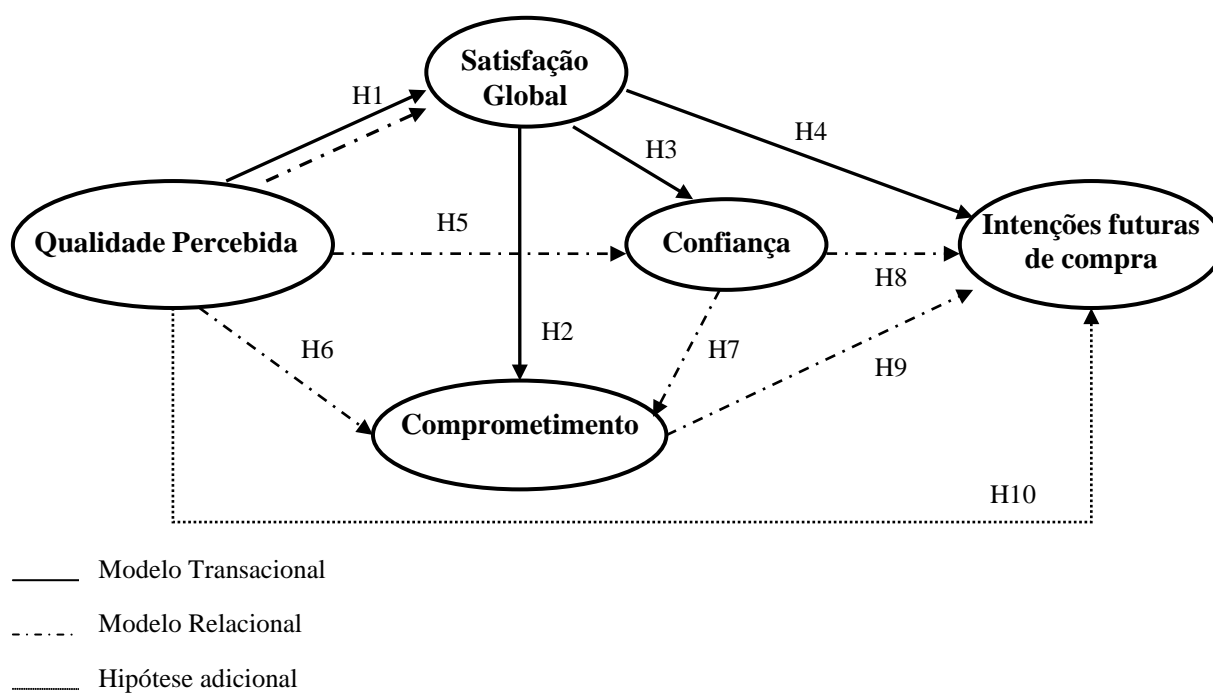 Satisfação
Global
H1
H4
H3
Qualidade Percebida
H5
Confiança
Intenções futuras
de compra
H8
H6
H2
H7
H9
Comprometimento
H10
Modelo Transacional
Modelo Relacional
Hipótese adicional